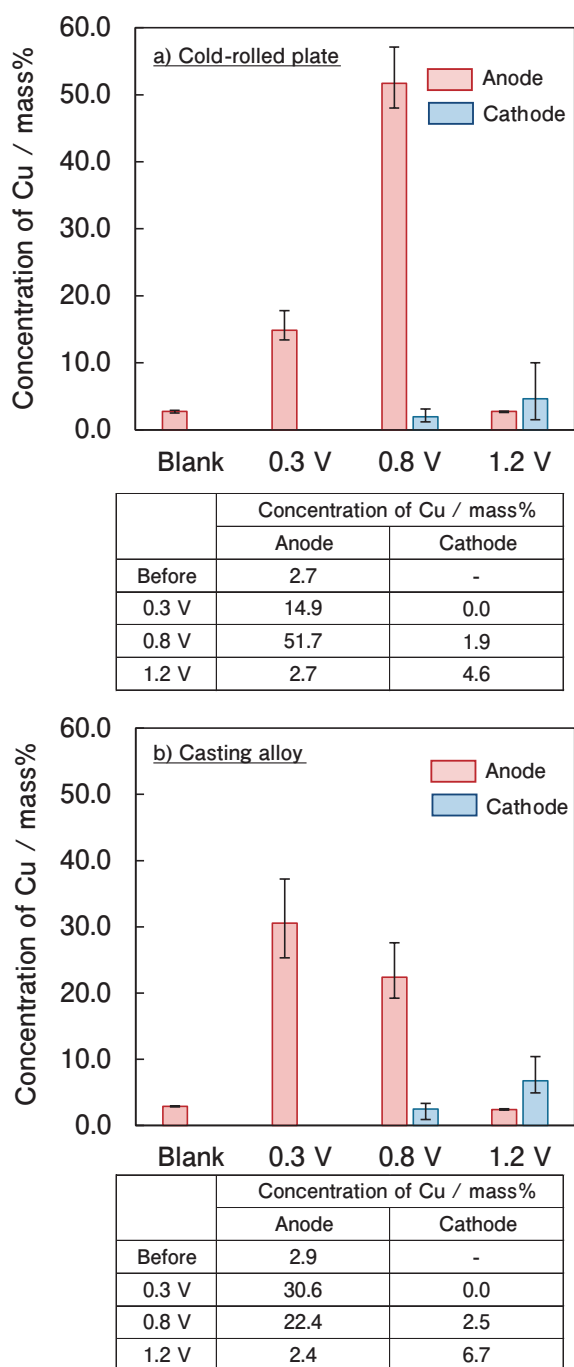 60.0
a) Cold-rolled plate
Anode
Cathode
50.0
40.0
30.0
20.0
10.0
0.0
Concentration of Cu / mass%
Blank 0.3 V 0.8 V 1.2 V
Concentration of Cu / mass%
Anode Cathode
Before 2.7 -
0.3 V 14.9 0.0
0.8 V 51.7 1.9
1.2 V 2.7 4.6
60.0
b) Casting alloy
Anode
Cathode
50.0
40.0
30.0
20.0
10.0
0.0
Concentration of Cu / mass%
Blank 0.3 V 0.8 V 1.2 V
Concentration of Cu / mass%
Anode Cathode
Before 2.9 -
0.3 V 30.6 0.0
0.8 V 22.4 2.5
1.2 V 2.4 6.7